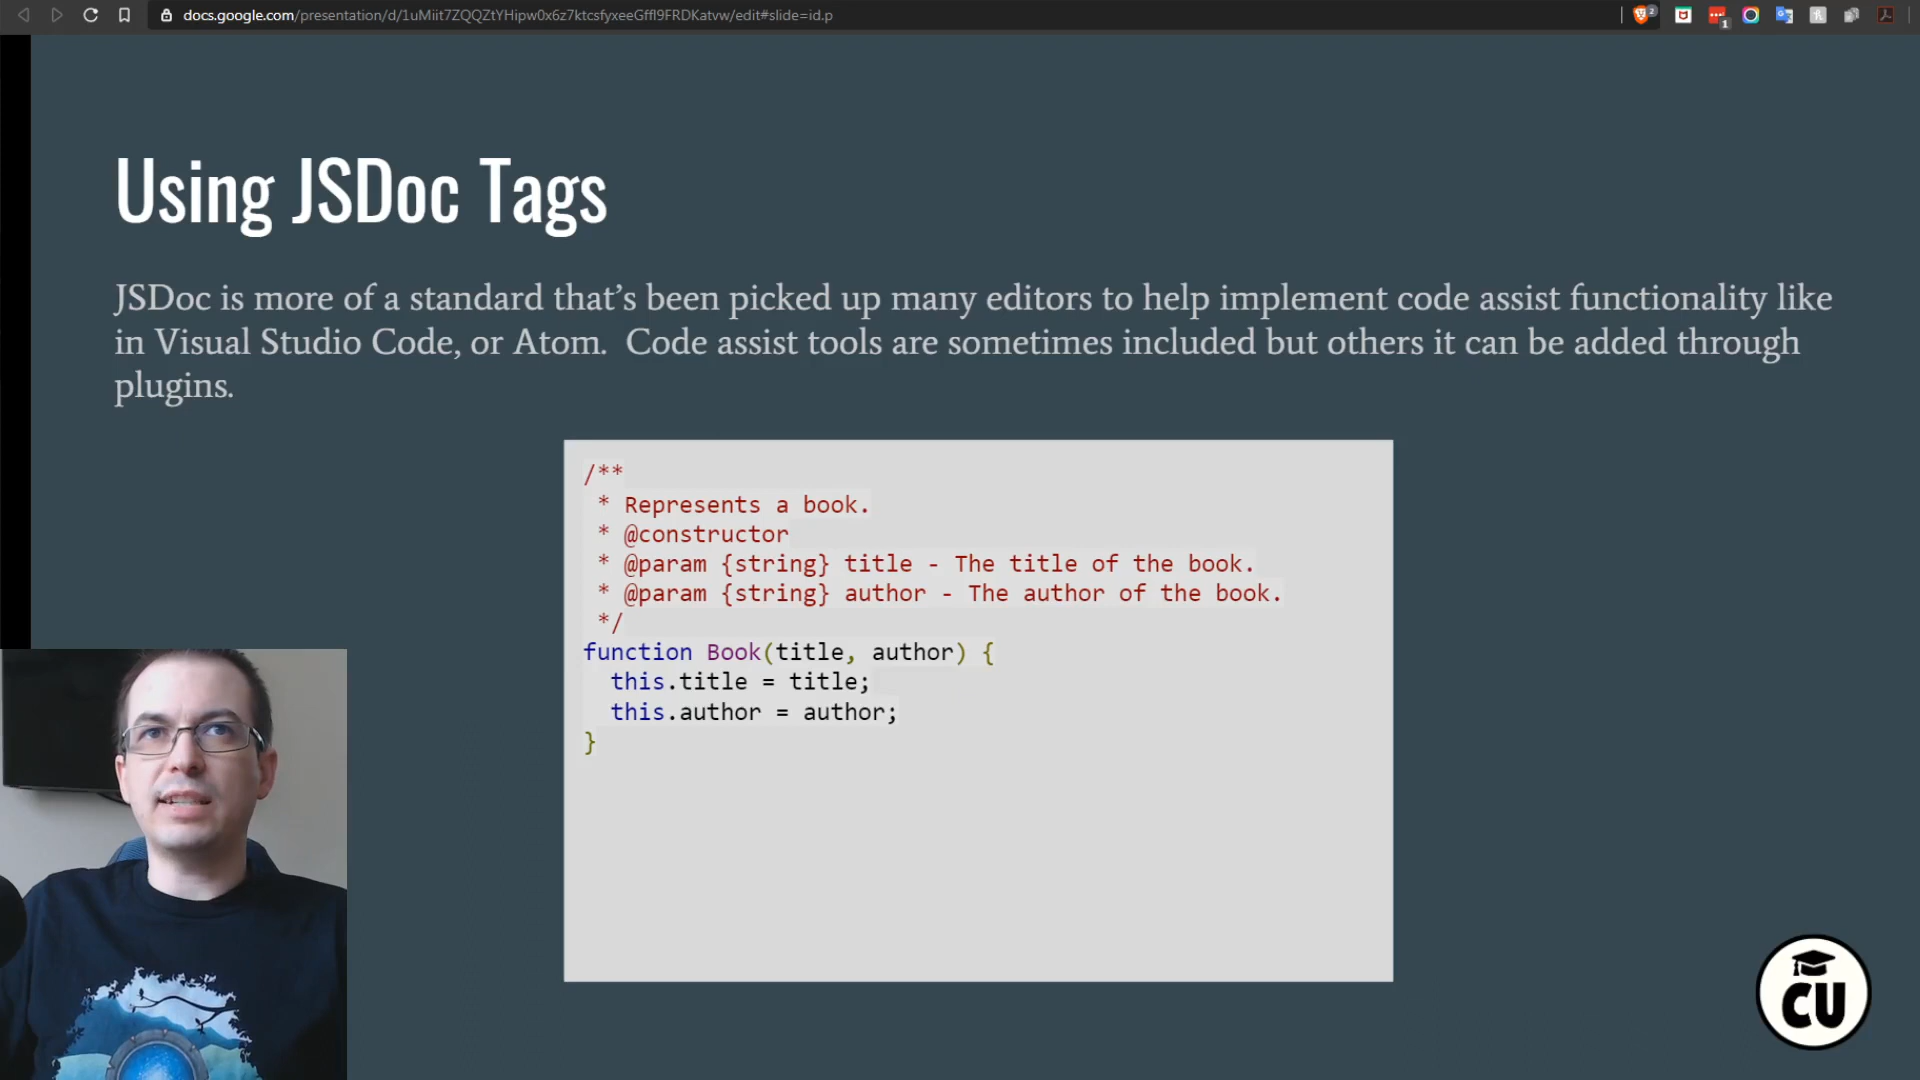 docs.google.com/presentation/d/1uMiit7ZQQZtYHipw0x6z7ktcsfyxeeGffl9FRDKatvw/edit#slide=id.p
2
1
Using JSDoc Tags
JSDoc is more of a standard that’s been picked up many editors to help implement code assist functionality like
in Visual Studio Code, or Atom.  Code assist tools are sometimes included but others it can be added through
plugins.
/**
 * Represents a book.
 * @constructor
 * @param {string} title - The title of the book.
 * @param {string} author - The author of the book.
 */
function Book(title, author) {
  this.title = title;
  this.author = author;
}
CU